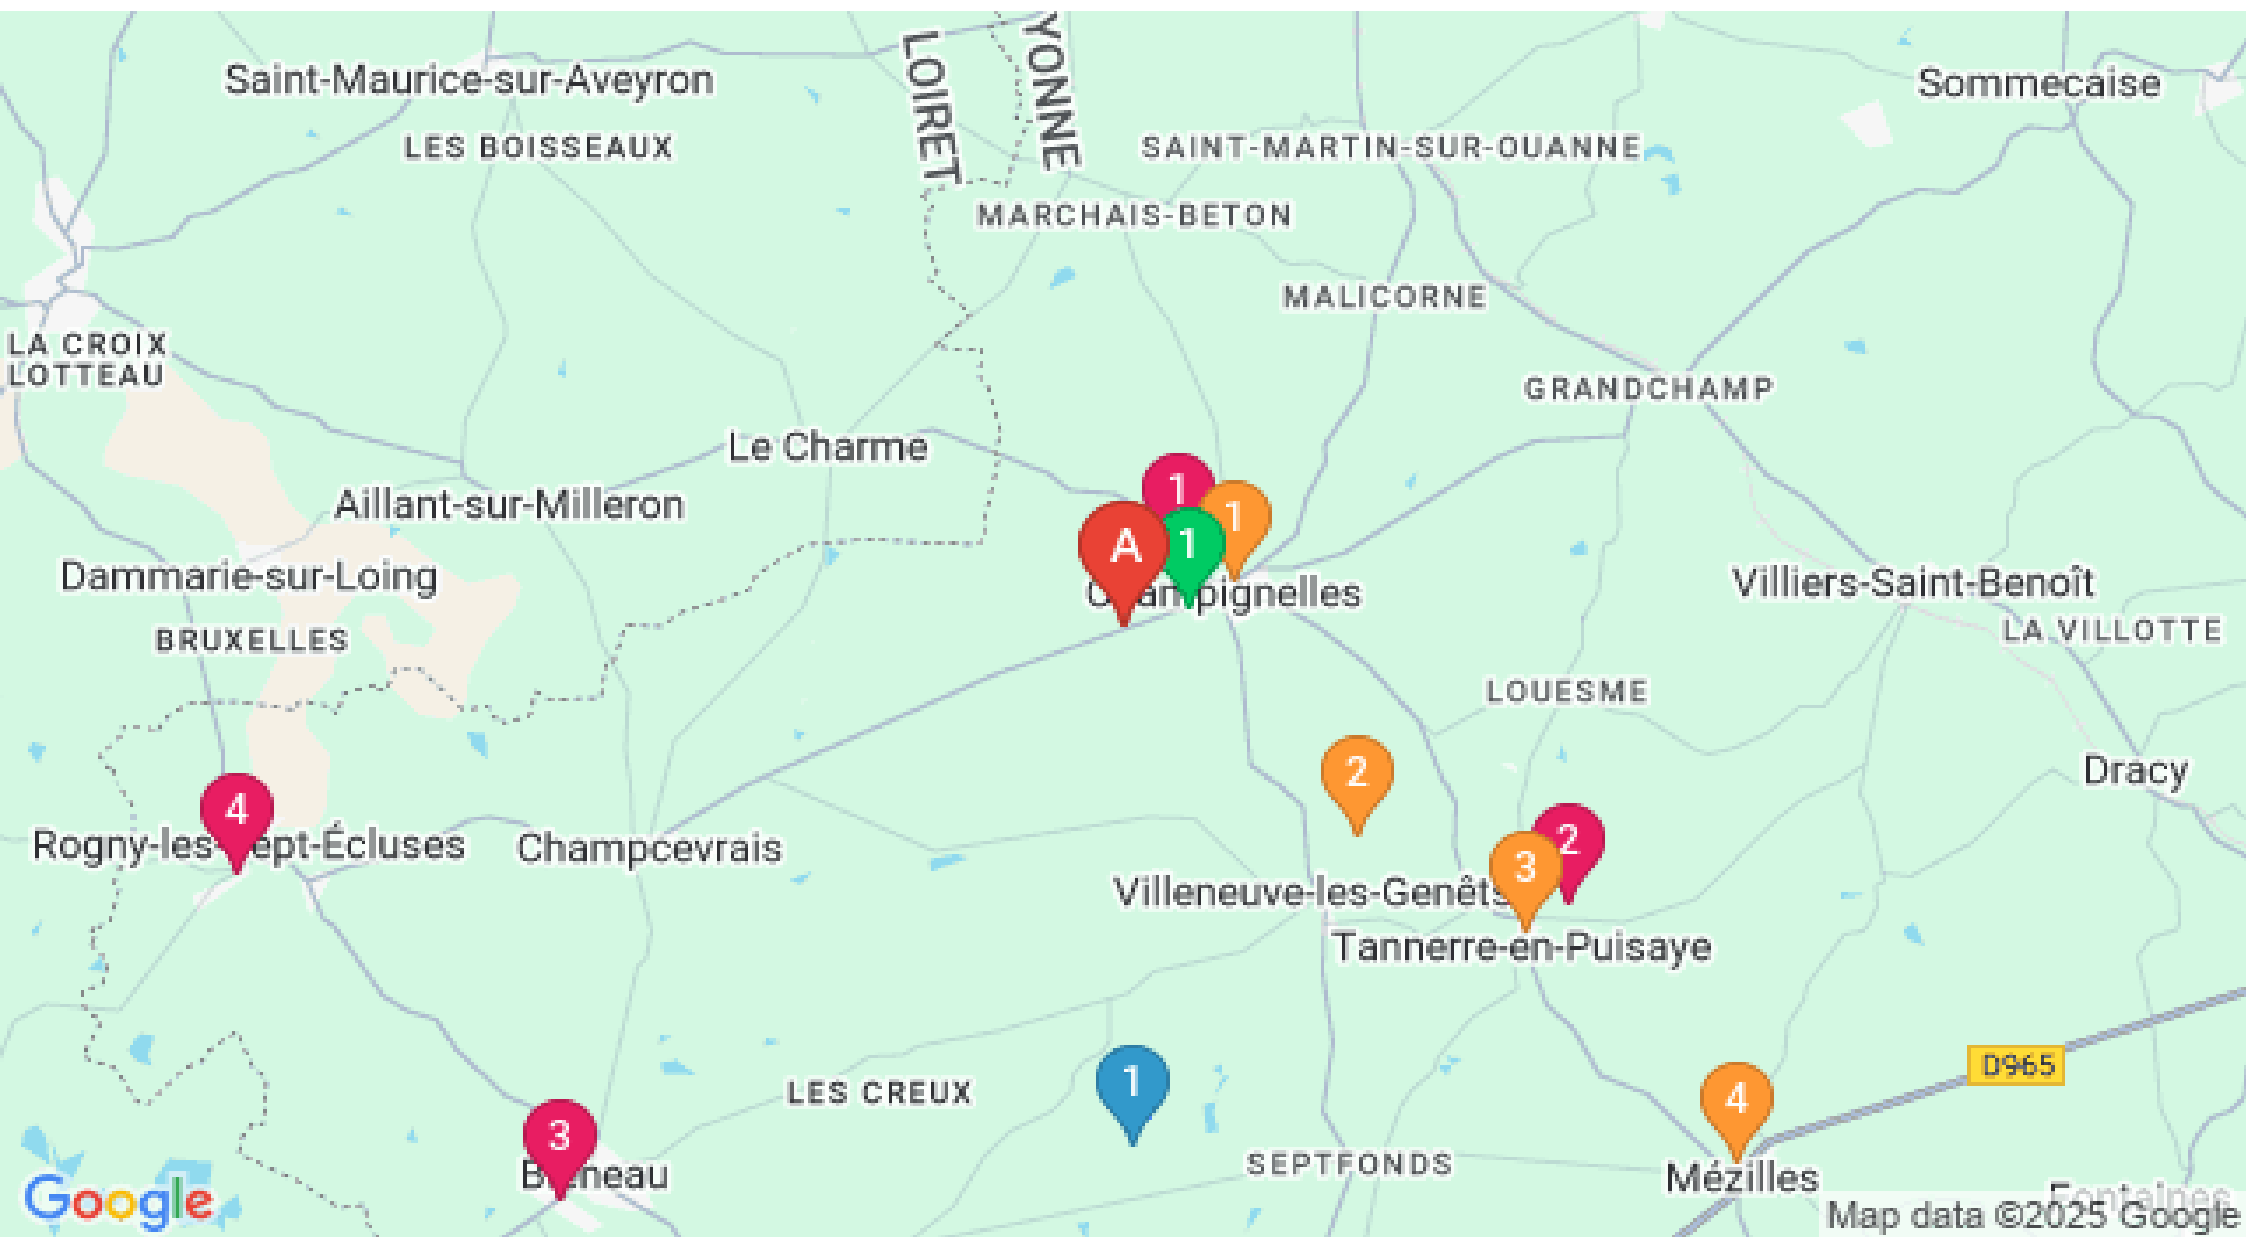 Saint-Maurice-sur-Aveyron
LES BOISSEAUX
LOIRET
YONNE
SAINT-MARTIN-SUR-OUANNE
Sommecaise
MARCHAIS-BETON
MALICORNE
LA CROIX
LOTTEAU
GRANDCHAMP
Le Charme
Aillant-sur-Milleron
1
1
A
1
Champignelles
Dammarie-sur-Loing
BRUXELLES
Villiers-Saint-Benoît
LA VILLOTTE
LOUESME
2
Dracy
4
Rogny-les-Sept-Écluses
Champcevrais
2
3
Villeneuve-les-Genêts
Tannerre-en-Puisaye
D965
1
LES CREUX
4
3
SEPTFONDS
Mézilles
Fontaines
Google
Map data ©2025 Google